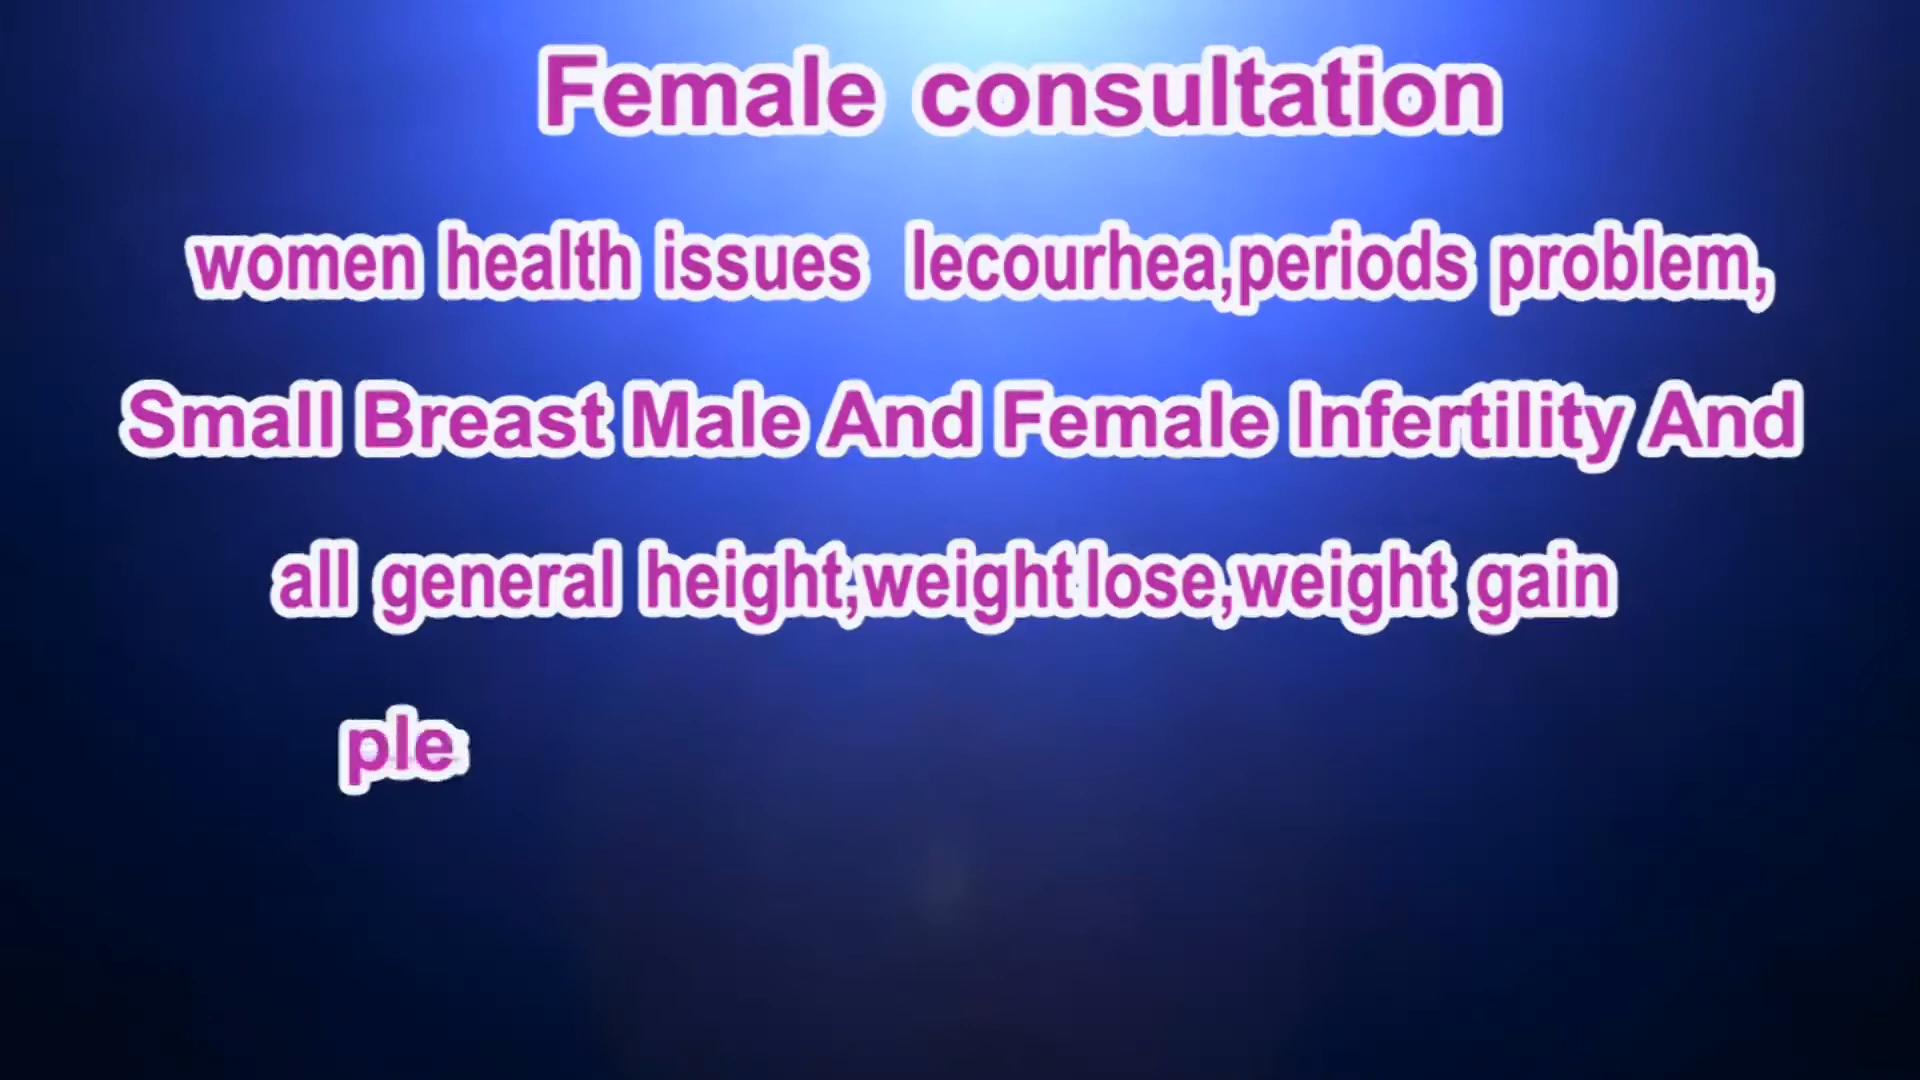 Female consultation
women health issues lecourhea,periods problem,
Small Breast Male And Female Infertility And
all general height,weight lose,weight gain
ple